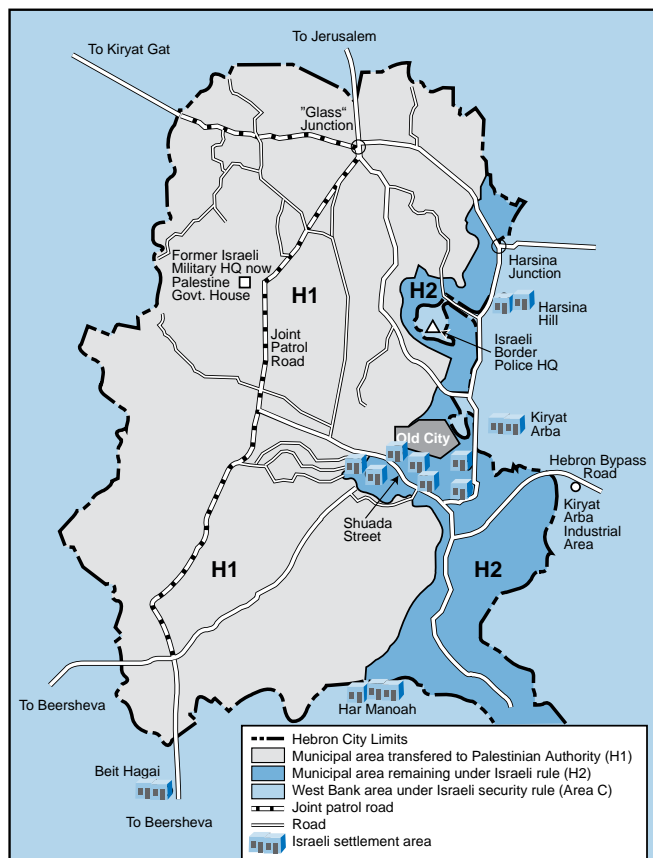 To Jerusalem
To Kiryat Gat
"Glass“
Junction
Harsina
Junction
Former Israeli
Military HQ now
Palestine
Govt. House
H1
H2
Harsina
Hill
Joint
Patrol
Road
Israeli
Border
Police HQ
Kiryat
Arba
Old City
Hebron Bypass
Road
Kiryat
Arba
Industrial
Area
Shuada
Street
H1
H2
To Beersheva
Har Manoah
Beit Hagai
To Beersheva
Hebron City Limits
Municipal area transfered to Palestinian Authority (H1)
Municipal area remaining under Israeli rule (H2)
West Bank area under Israeli security rule (Area C)
Joint patrol road
Road
Israeli settlement area